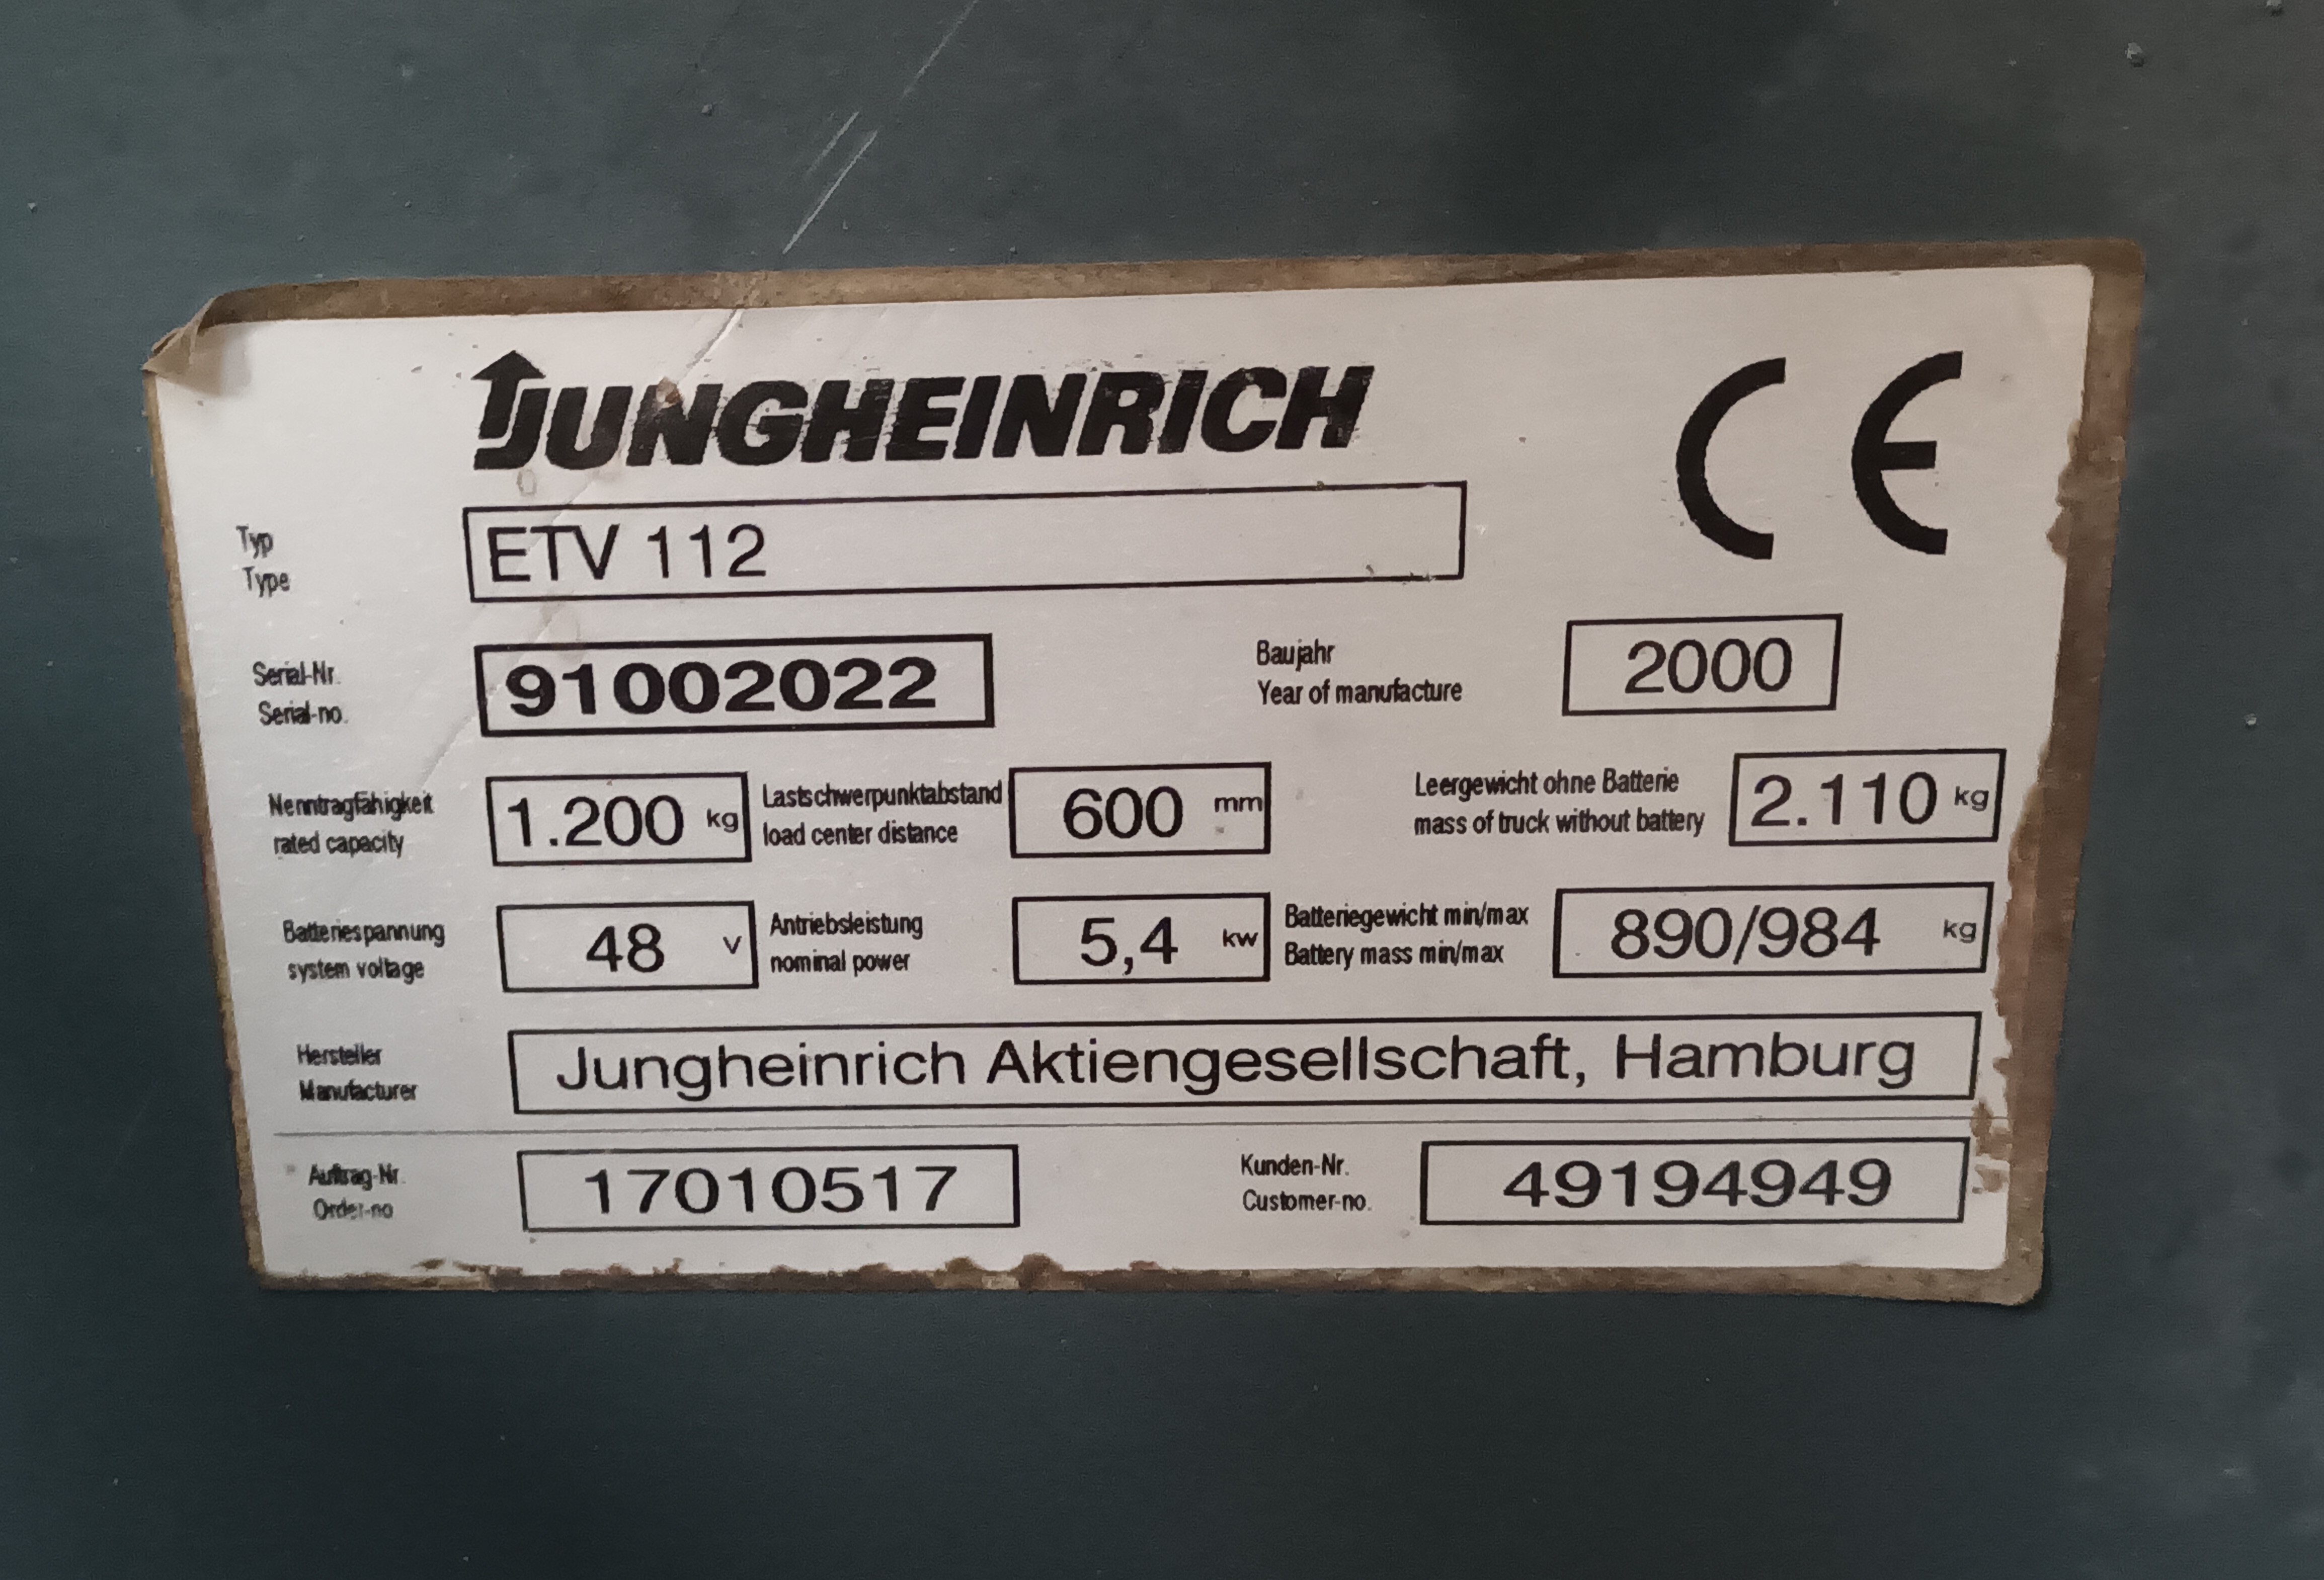 JUNGHEINRICH CE
Typ
Type
ETV 112
Serial-Nr.
Serial-no.
91002022
Baujahr
Year of manufacture
2000
Nenntragfähigkeit
rated capacity
1.200 kg
Lastschwerpunktabstand
load center distance
600 mm
Leergewicht ohne Batterie
mass of truck without battery
2.110 kg
Batteriespannung
system voltage
48 V
Antriebsleistung
nominal power
5,4 kw
Batteriegewicht min/max
Battery mass min/max
890/984 kg
Hersteller
Manufacturer
Jungheinrich Aktiengesellschaft, Hamburg
Auftrag-Nr.
Order-no
17010517
Kunden-Nr.
Customer-no.
49194949